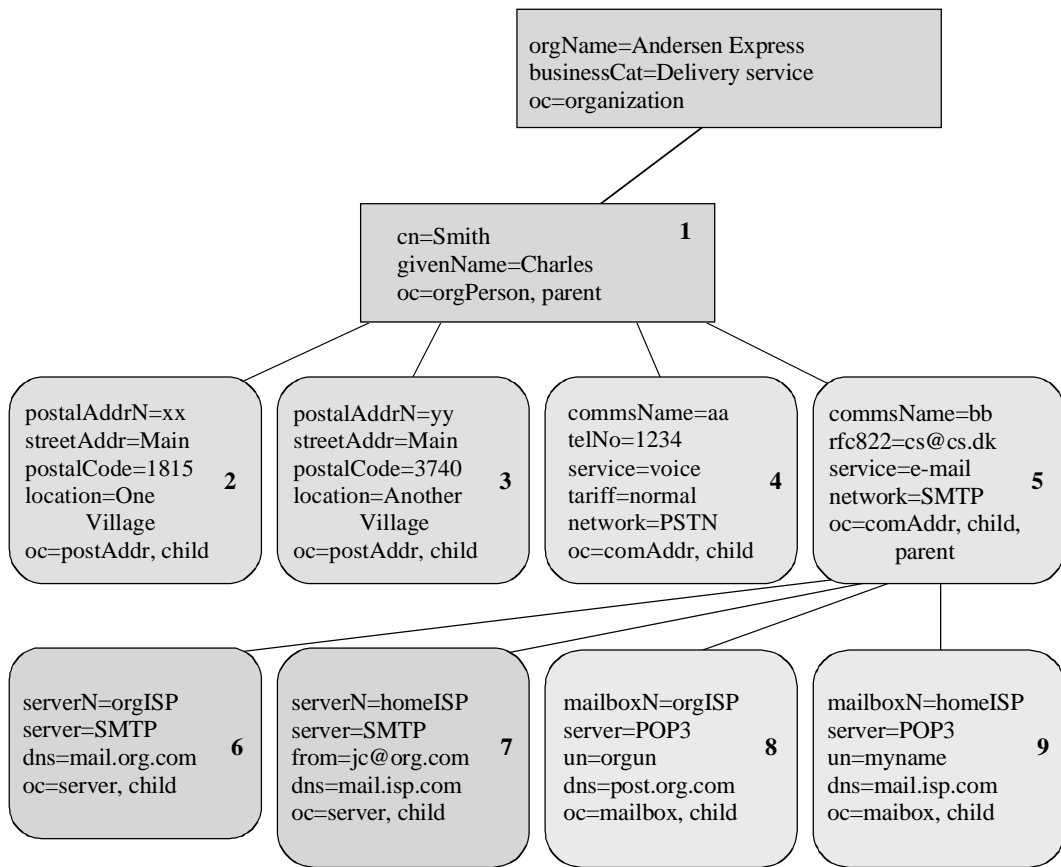 orgName=Andersen Express
businessCat=Delivery service
oc=organization
1
cn=Smith
givenName=Charles
oc=orgPerson, parent
postalAddrN=xx
streetAddr=Main
postalCode=1815
location=One
Village
oc=postAddr, child
2
postalAddrN=yy
streetAddr=Main
postalCode=3740
location=Another
Village
oc=postAddr, child
3
commsName=aa
telNo=1234
service=voice
tariff=normal
network=PSTN
oc=comAddr, child
4
commsName=bb
rfc822=cs@cs.dk
service=e-mail
network=SMTP
oc=comAddr, child,
parent
5
serverN=orgISP
server=SMTP
dns=mail.org.com
oc=server, child
6
serverN=homeISP
server=SMTP
from=jc@org.com
dns=mail.isp.com
oc=server, child
7
mailboxN=orgISP
server=POP3
un=orgun
dns=post.org.com
oc=mailbox, child
8
mailboxN=homeISP
server=POP3
un=myname
dns=mail.isp.com
oc=maibox, child
9